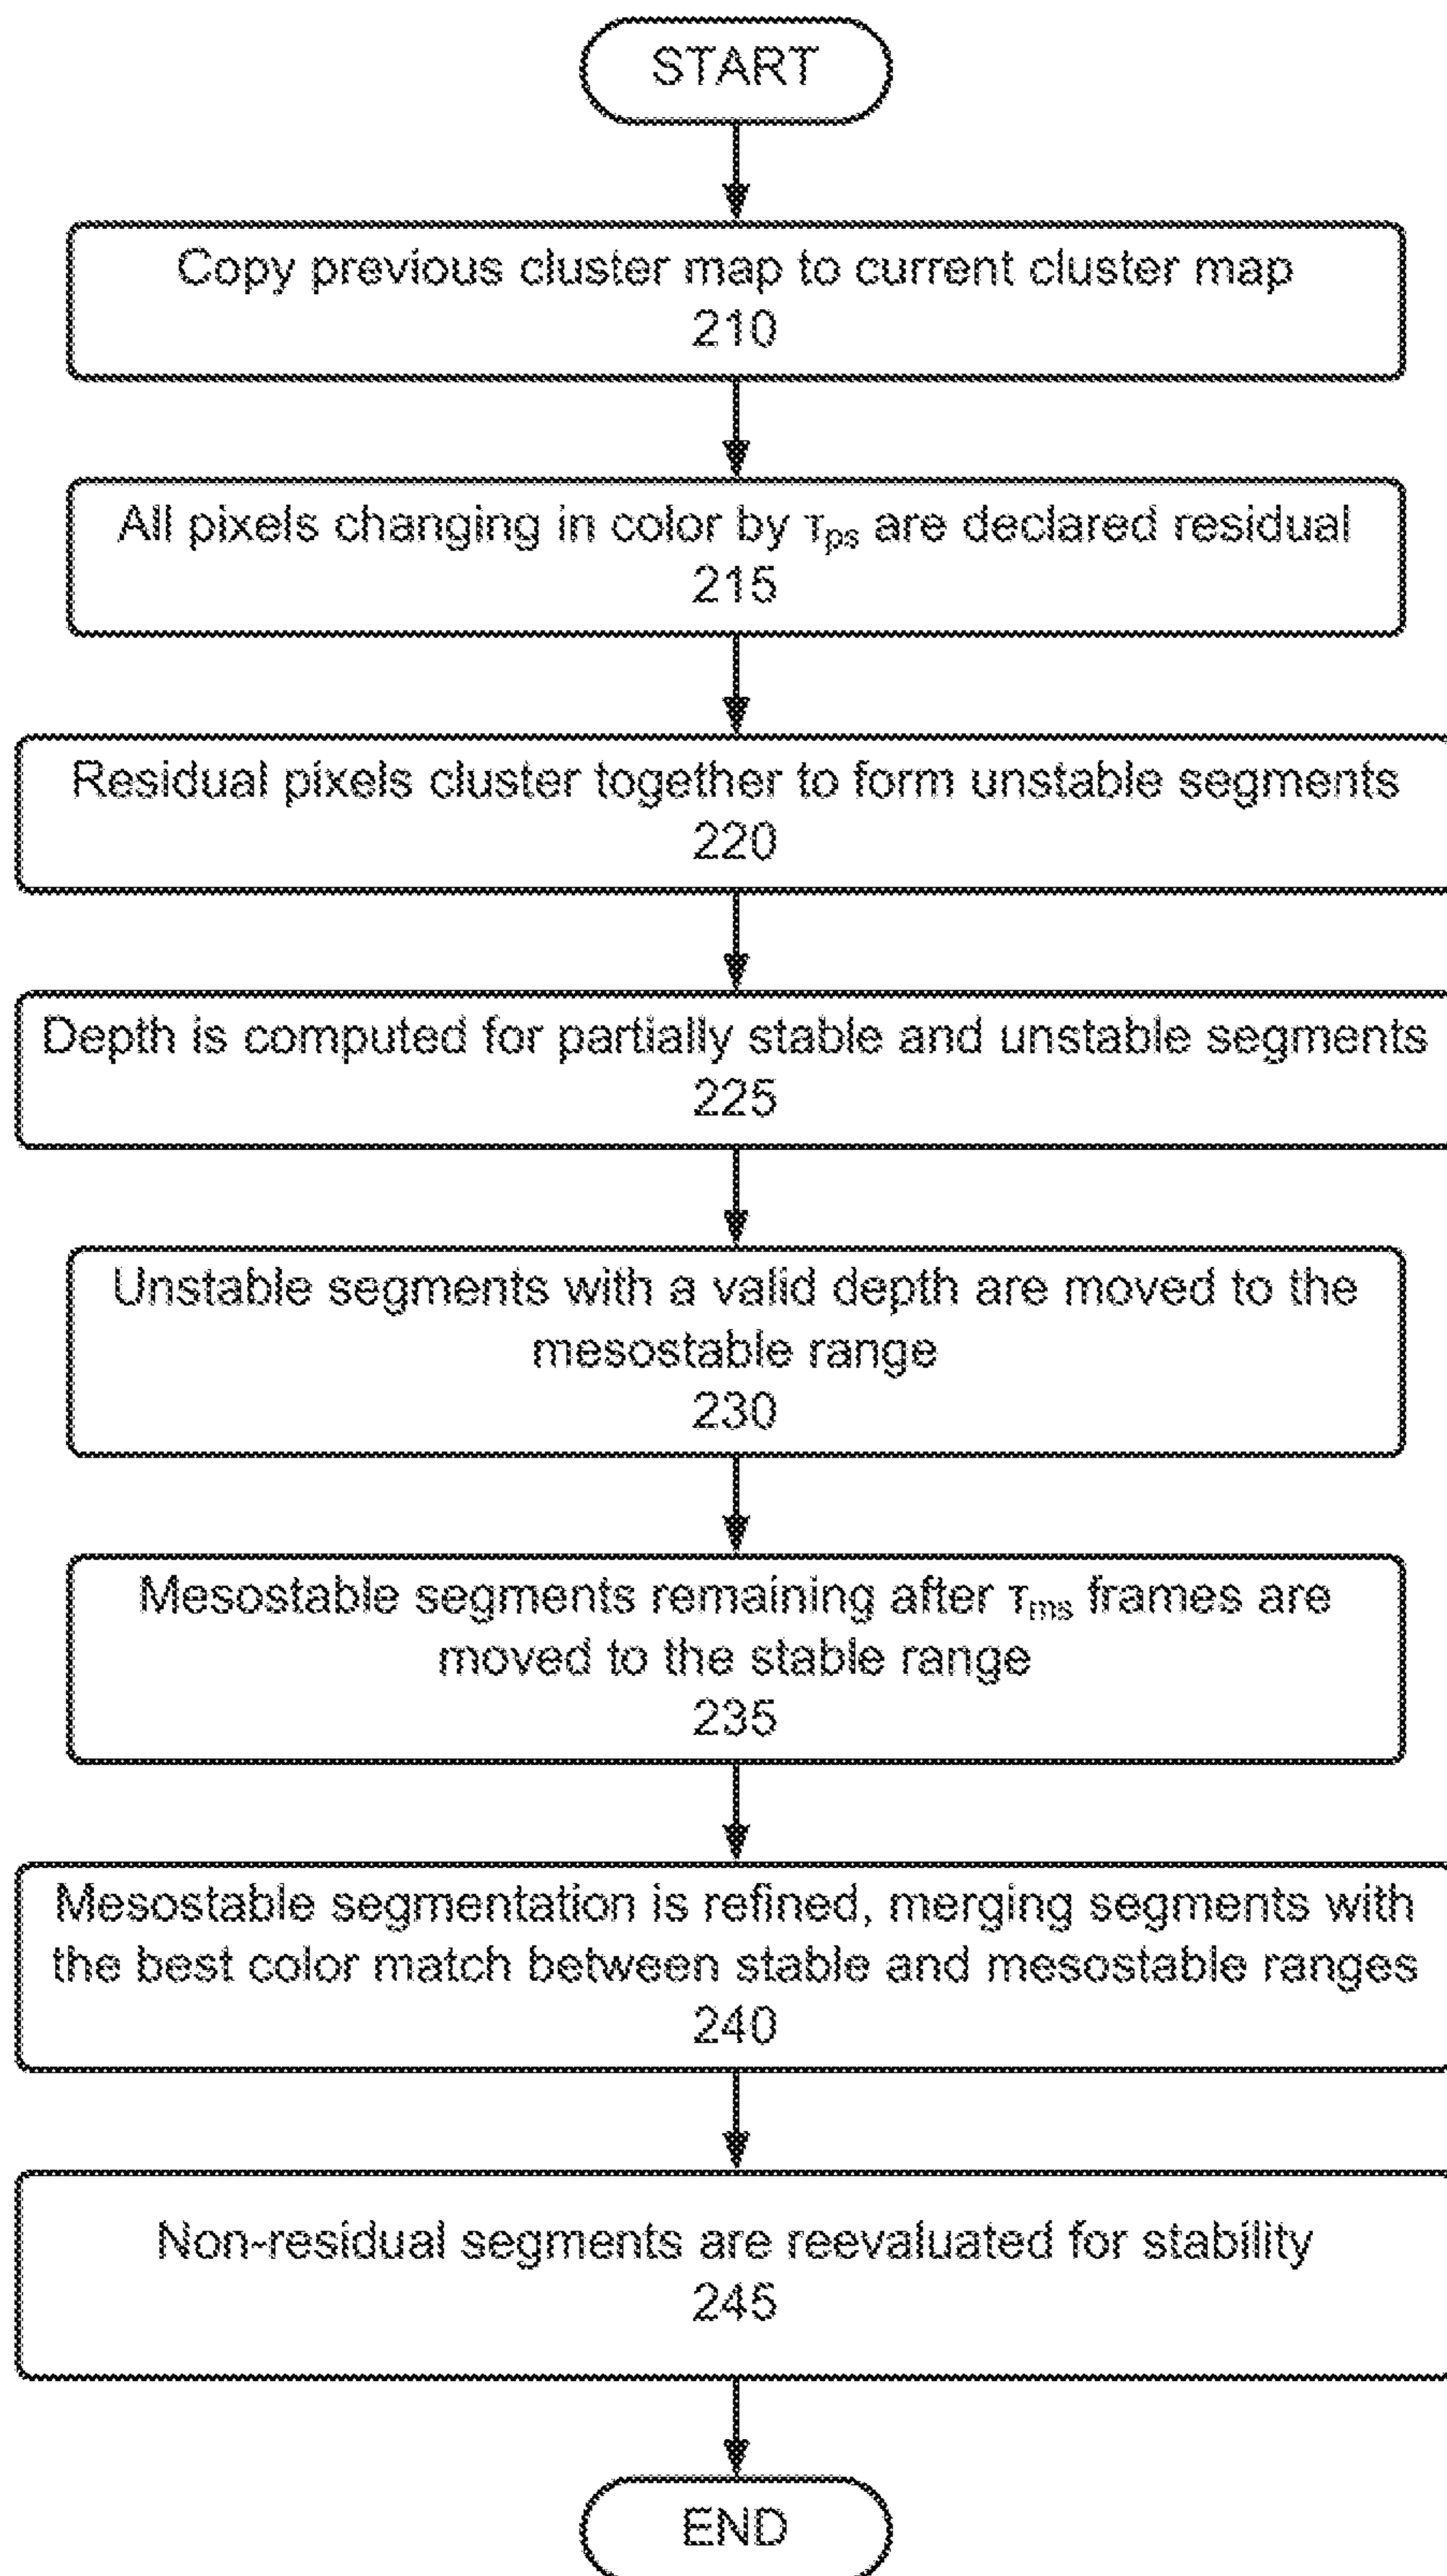 START
Copy previous cluster map to current cluster map
210
All pixels changing in color by τps are declared residual
215
Residual pixels cluster together to form unstable segments
220
Depth is computed for partially stable and unstable segments
225
Unstable segments with a valid depth are moved to the
mesostable range
230
Mesostable segments remaining after τms frames are
moved to the stable range
235
Mesostable segmentation is refined, merging segments with
the best color match between stable and mesostable ranges
240
Non-residual segments are reevaluated for stability
245
END